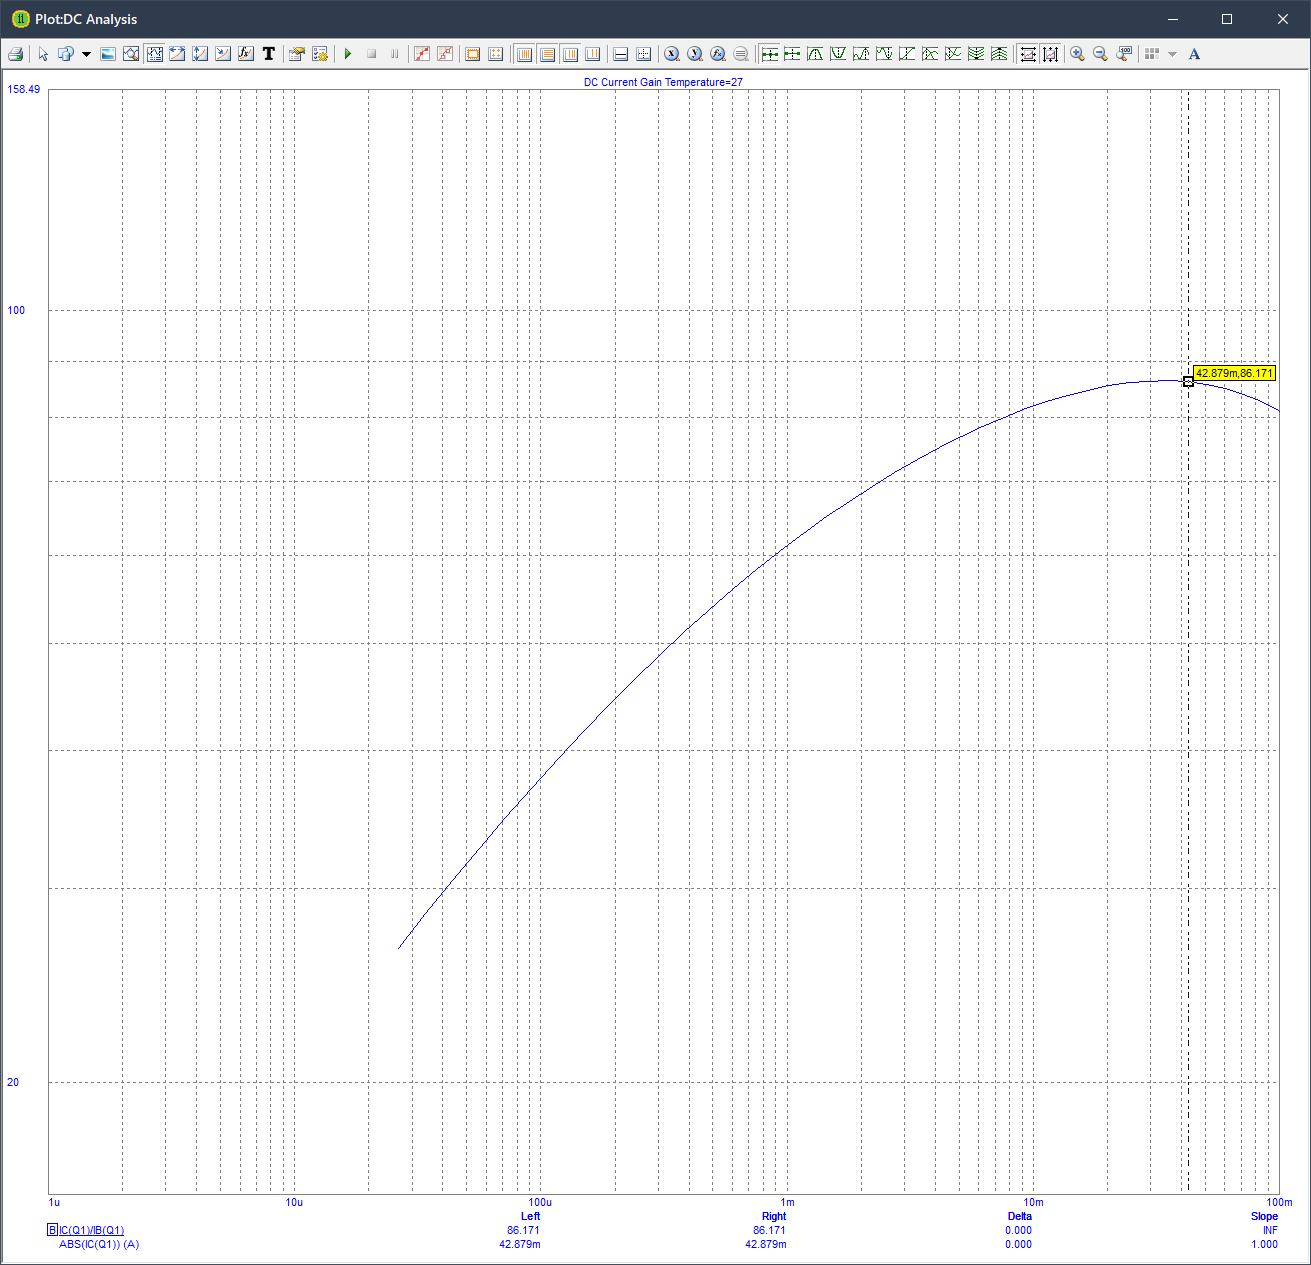 Plot:DC Analysis
T
A
DC Current Gain Temperature=27
158.49
100
42.879m,86.171
20
1u 10u 100u 1m 10m 100m
Left Right Delta Slope
B IC(Q1)/IB(Q1) 86.171 86.171 0.000 INF
ABS(IC(Q1)) (A) 42.879m 42.879m 0.000 1.000